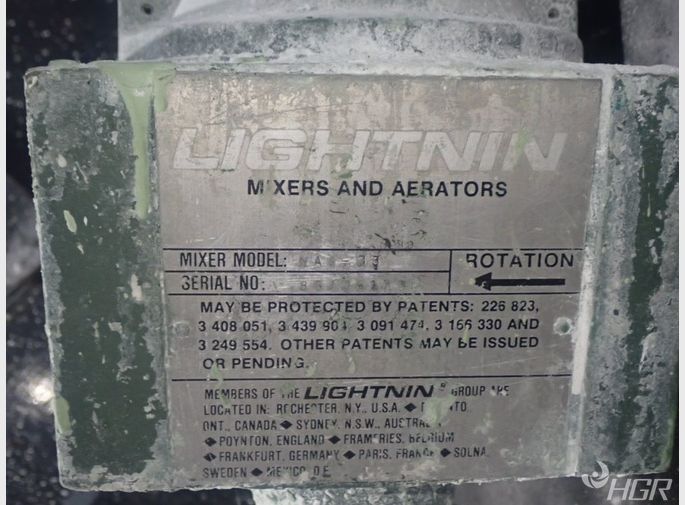 LIGHTNIN
MIXERS AND AERATORS
MIXER MODEL:
ROTATION
SERIAL NO.
MAY BE PROTECTED BY PATENTS: 226 823,
3 408 051, 3 439 904, 3 091 474, 3 166 330 AND
3 249 554. OTHER PATENTS MAY BE ISSUED
OR PENDING.
MEMBERS OF THE LIGHTNIN® GROUP ARE
LOCATED IN: ROCHESTER, N.Y., U.S.A. ◆
ONT., CANADA ◆ SYDNEY, N.S.W., AUSTRALIA
◆ POYNTON, ENGLAND ◆ FRAMERIES, BELGIUM
◆ FRANKFURT, GERMANY ◆ PARIS, FRANCE ◆ SOLNA,
SWEDEN ◆ MEXICO, D.F.
HGR